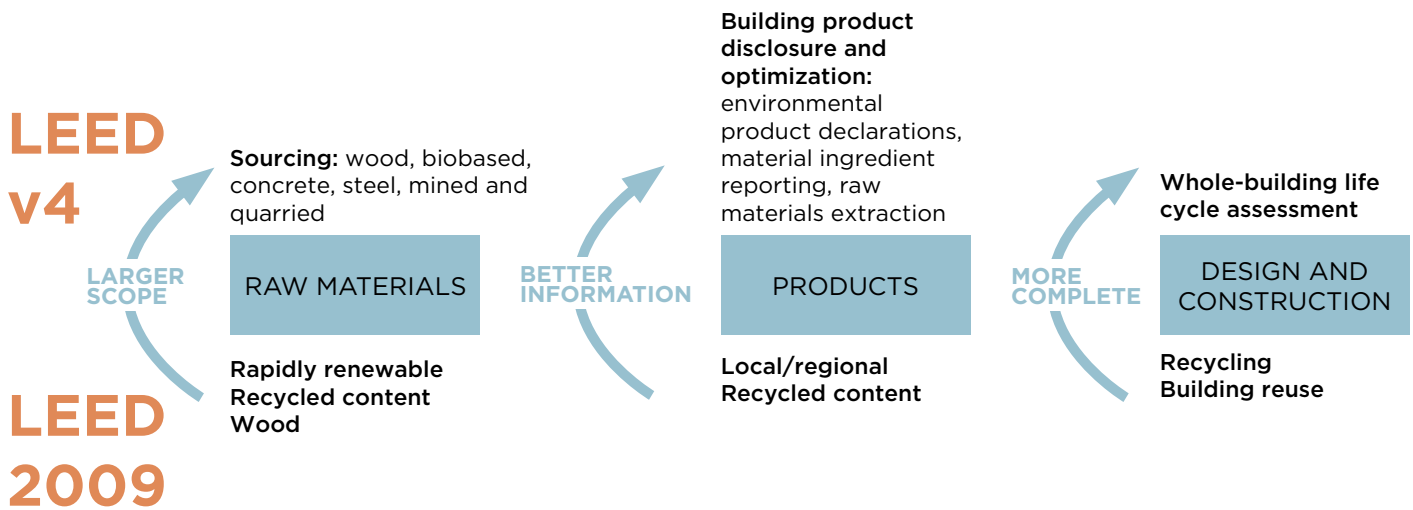 LEED
v4
LARGER
SCOPE
Sourcing: wood, biobased,
concrete, steel, mined and
quarried
RAW MATERIALS
Rapidly renewable
Recycled content
Wood
BETTER
INFORMATION
Building product
disclosure and
optimization:
environmental
product declarations,
material ingredient
reporting, raw
materials extraction
PRODUCTS
Local/regional
Recycled content
MORE
COMPLETE
Whole-building life
cycle assessment
DESIGN AND
CONSTRUCTION
Recycling
Building reuse
LEED
2009